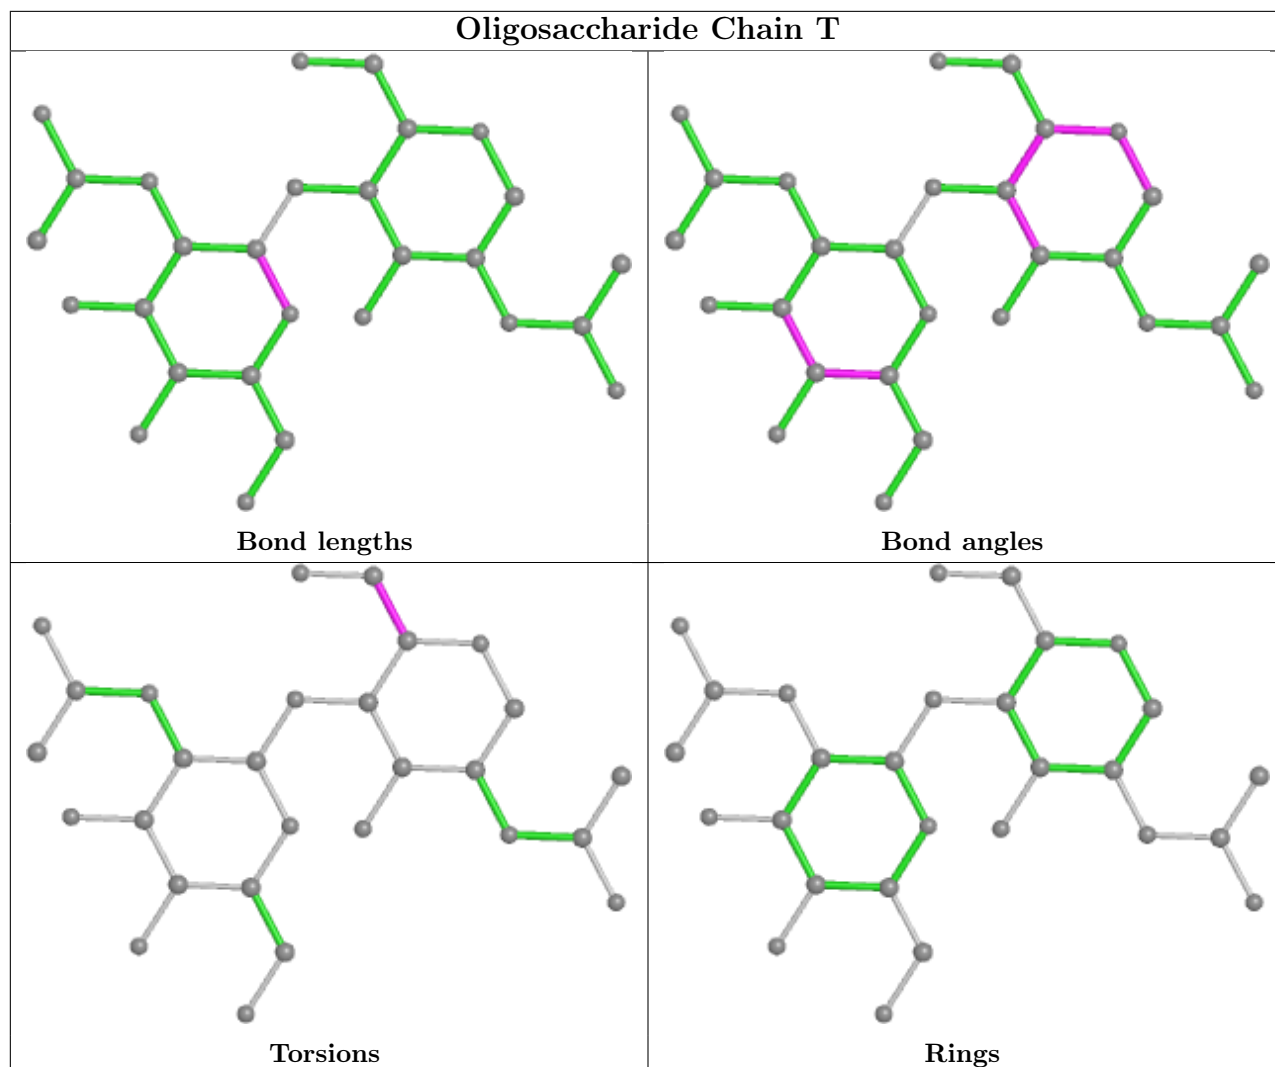 Oligosaccharide Chain T
Bond lengths
Bond angles
Torsions
Rings